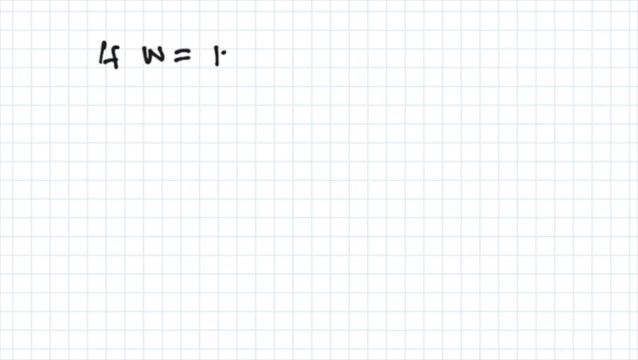 If w = 1.